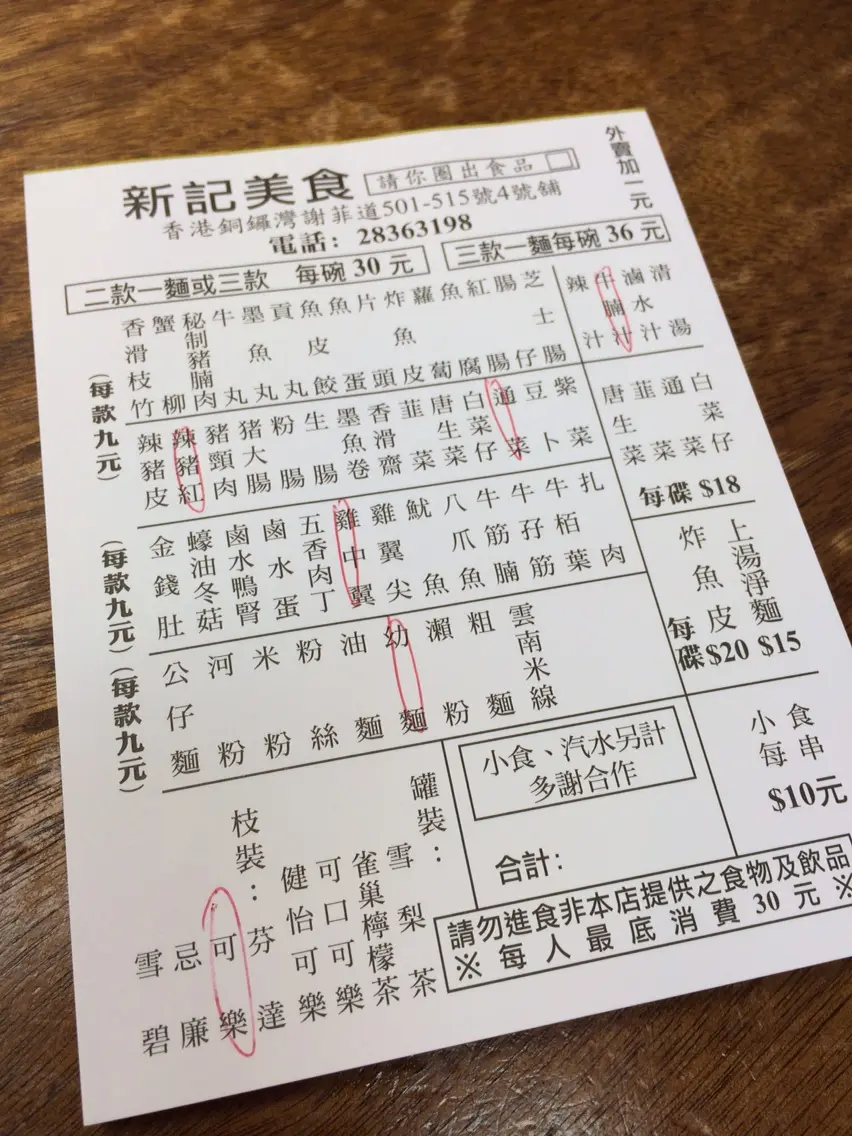 新記美食
請你圈出食品
外賣加一元
香港銅鑼灣謝菲道501-515號4號舖
電話: 28363198
二款一麵或三款 每碗 30 元
三款一麵每碗 36 元
清湯
滷水汁
牛腩汁
辣汁
(每款九元)
芝士腸
腸仔
紅腸
魚腐
蘿蔔
炸魚皮
片頭
魚蛋
魚皮餃
貢丸
墨魚丸
牛丸
秘制豬腩肉
蟹柳
香滑枝竹
紫菜
豆卜
通菜
白菜仔
唐生菜
韮菜
香滑齋
墨魚卷
生腸
粉腸
豬大腸
豬頸肉
辣豬紅
辣豬皮
白菜仔
通菜
韮菜
唐生菜
每碟 $18
(每款九元)
扎肉
牛栢葉
牛孖筋
牛筋腩
八爪魚
魷魚
雞翼尖
雞中翼
五香肉丁
鹵水蛋
鹵水鴨腎
蠔油冬菇
金錢肚
上湯淨麵
$15
炸魚皮
每碟$20
(每款九元)
雲南米線
粗麵
瀨粉
幼麵
油麵
粉絲
米粉
河粉
公仔麵
小食、汽水另計
多謝合作
小食
每串
$10元
合計:
罐裝:
雪梨茶
雀巢檸檬茶
可口可樂
健怡可樂
枝裝:
芬達
可樂
忌廉
雪碧
請勿進食非本店提供之食物及飲品
※ 每人最底消費 30 元 ※